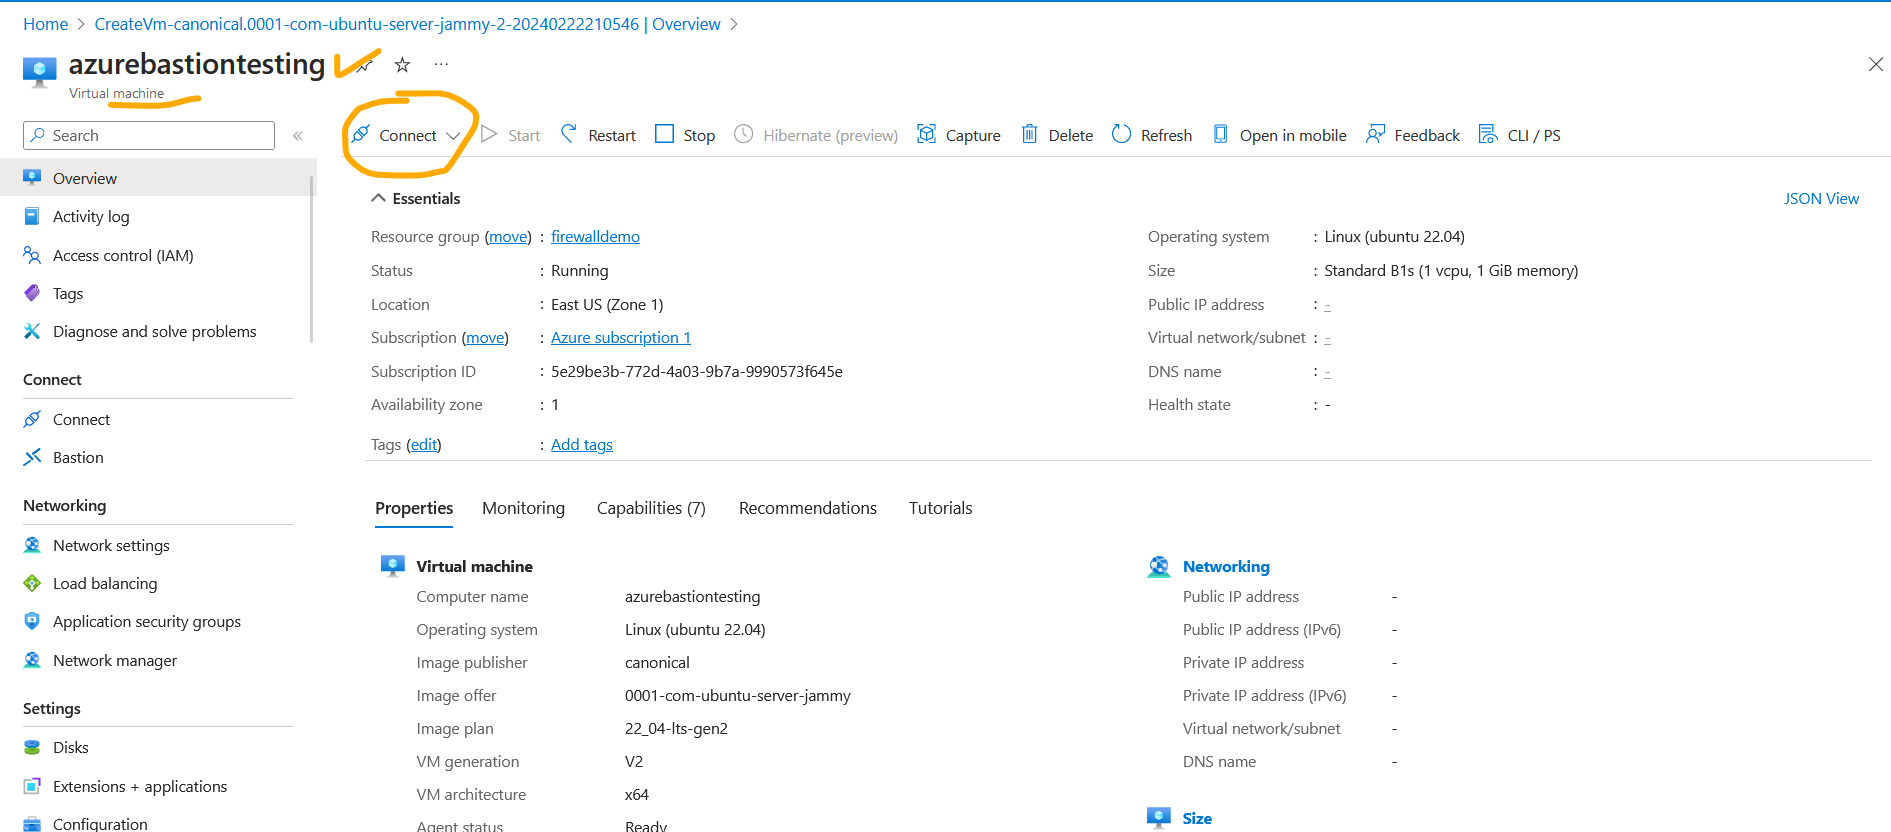 Home > CreateVm-canonical.0001-com-ubuntu-server-jammy-2-20240222210546 | Overview >
azurebastiontesting
Virtual machine
Search
«
Connect
Start
Restart
Stop
Hibernate (preview)
Capture
Delete
Refresh
Open in mobile
Feedback
CLI / PS
Overview
Activity log
Access control (IAM)
Tags
Diagnose and solve problems
Connect
Connect
Bastion
Networking
Network settings
Load balancing
Application security groups
Network manager
Settings
Disks
Extensions + applications
Configuration
Essentials
JSON View
Resource group (move) : firewalldemo
Status : Running
Location : East US (Zone 1)
Subscription (move) : Azure subscription 1
Subscription ID : 5e29be3b-772d-4a03-9b7a-9990573f645e
Availability zone : 1
Tags (edit) : Add tags
Operating system : Linux (ubuntu 22.04)
Size : Standard B1s (1 vcpu, 1 GiB memory)
Public IP address : -
Virtual network/subnet : -
DNS name : -
Health state : -
Properties Monitoring Capabilities (7) Recommendations Tutorials
Virtual machine
Computer name azurebastiontesting
Operating system Linux (ubuntu 22.04)
Image publisher canonical
Image offer 0001-com-ubuntu-server-jammy
Image plan 22_04-lts-gen2
VM generation V2
VM architecture x64
Agent status Ready
Networking
Public IP address -
Public IP address (IPv6) -
Private IP address -
Private IP address (IPv6) -
Virtual network/subnet -
DNS name -
Size